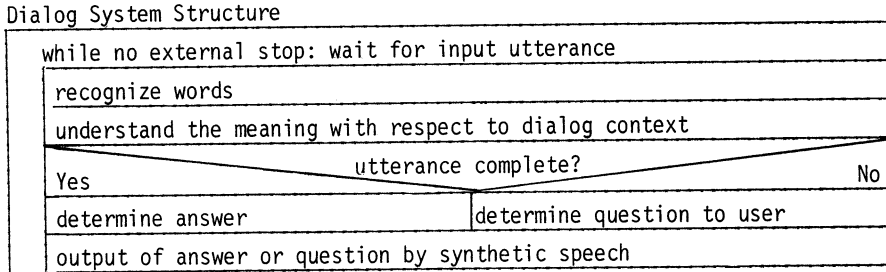 Dialog System Structure
while no external stop: wait for input utterance
recognize words
understand the meaning with respect to dialog context
utterance complete?
Yes No
determine answer determine question to user
output of answer or question by synthetic speech